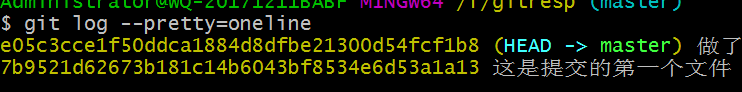 Administrator@WQ-20171211BABF MINGW64 /f/gitresp (master)
$ git log --pretty=oneline
e05c3cce1f50ddca1884d8dfbe21300d54fcf1b8 (HEAD -> master) 做了
7b9521d62673b181c14b6043bf8534e6d53a1a13 这是提交的第一个文件